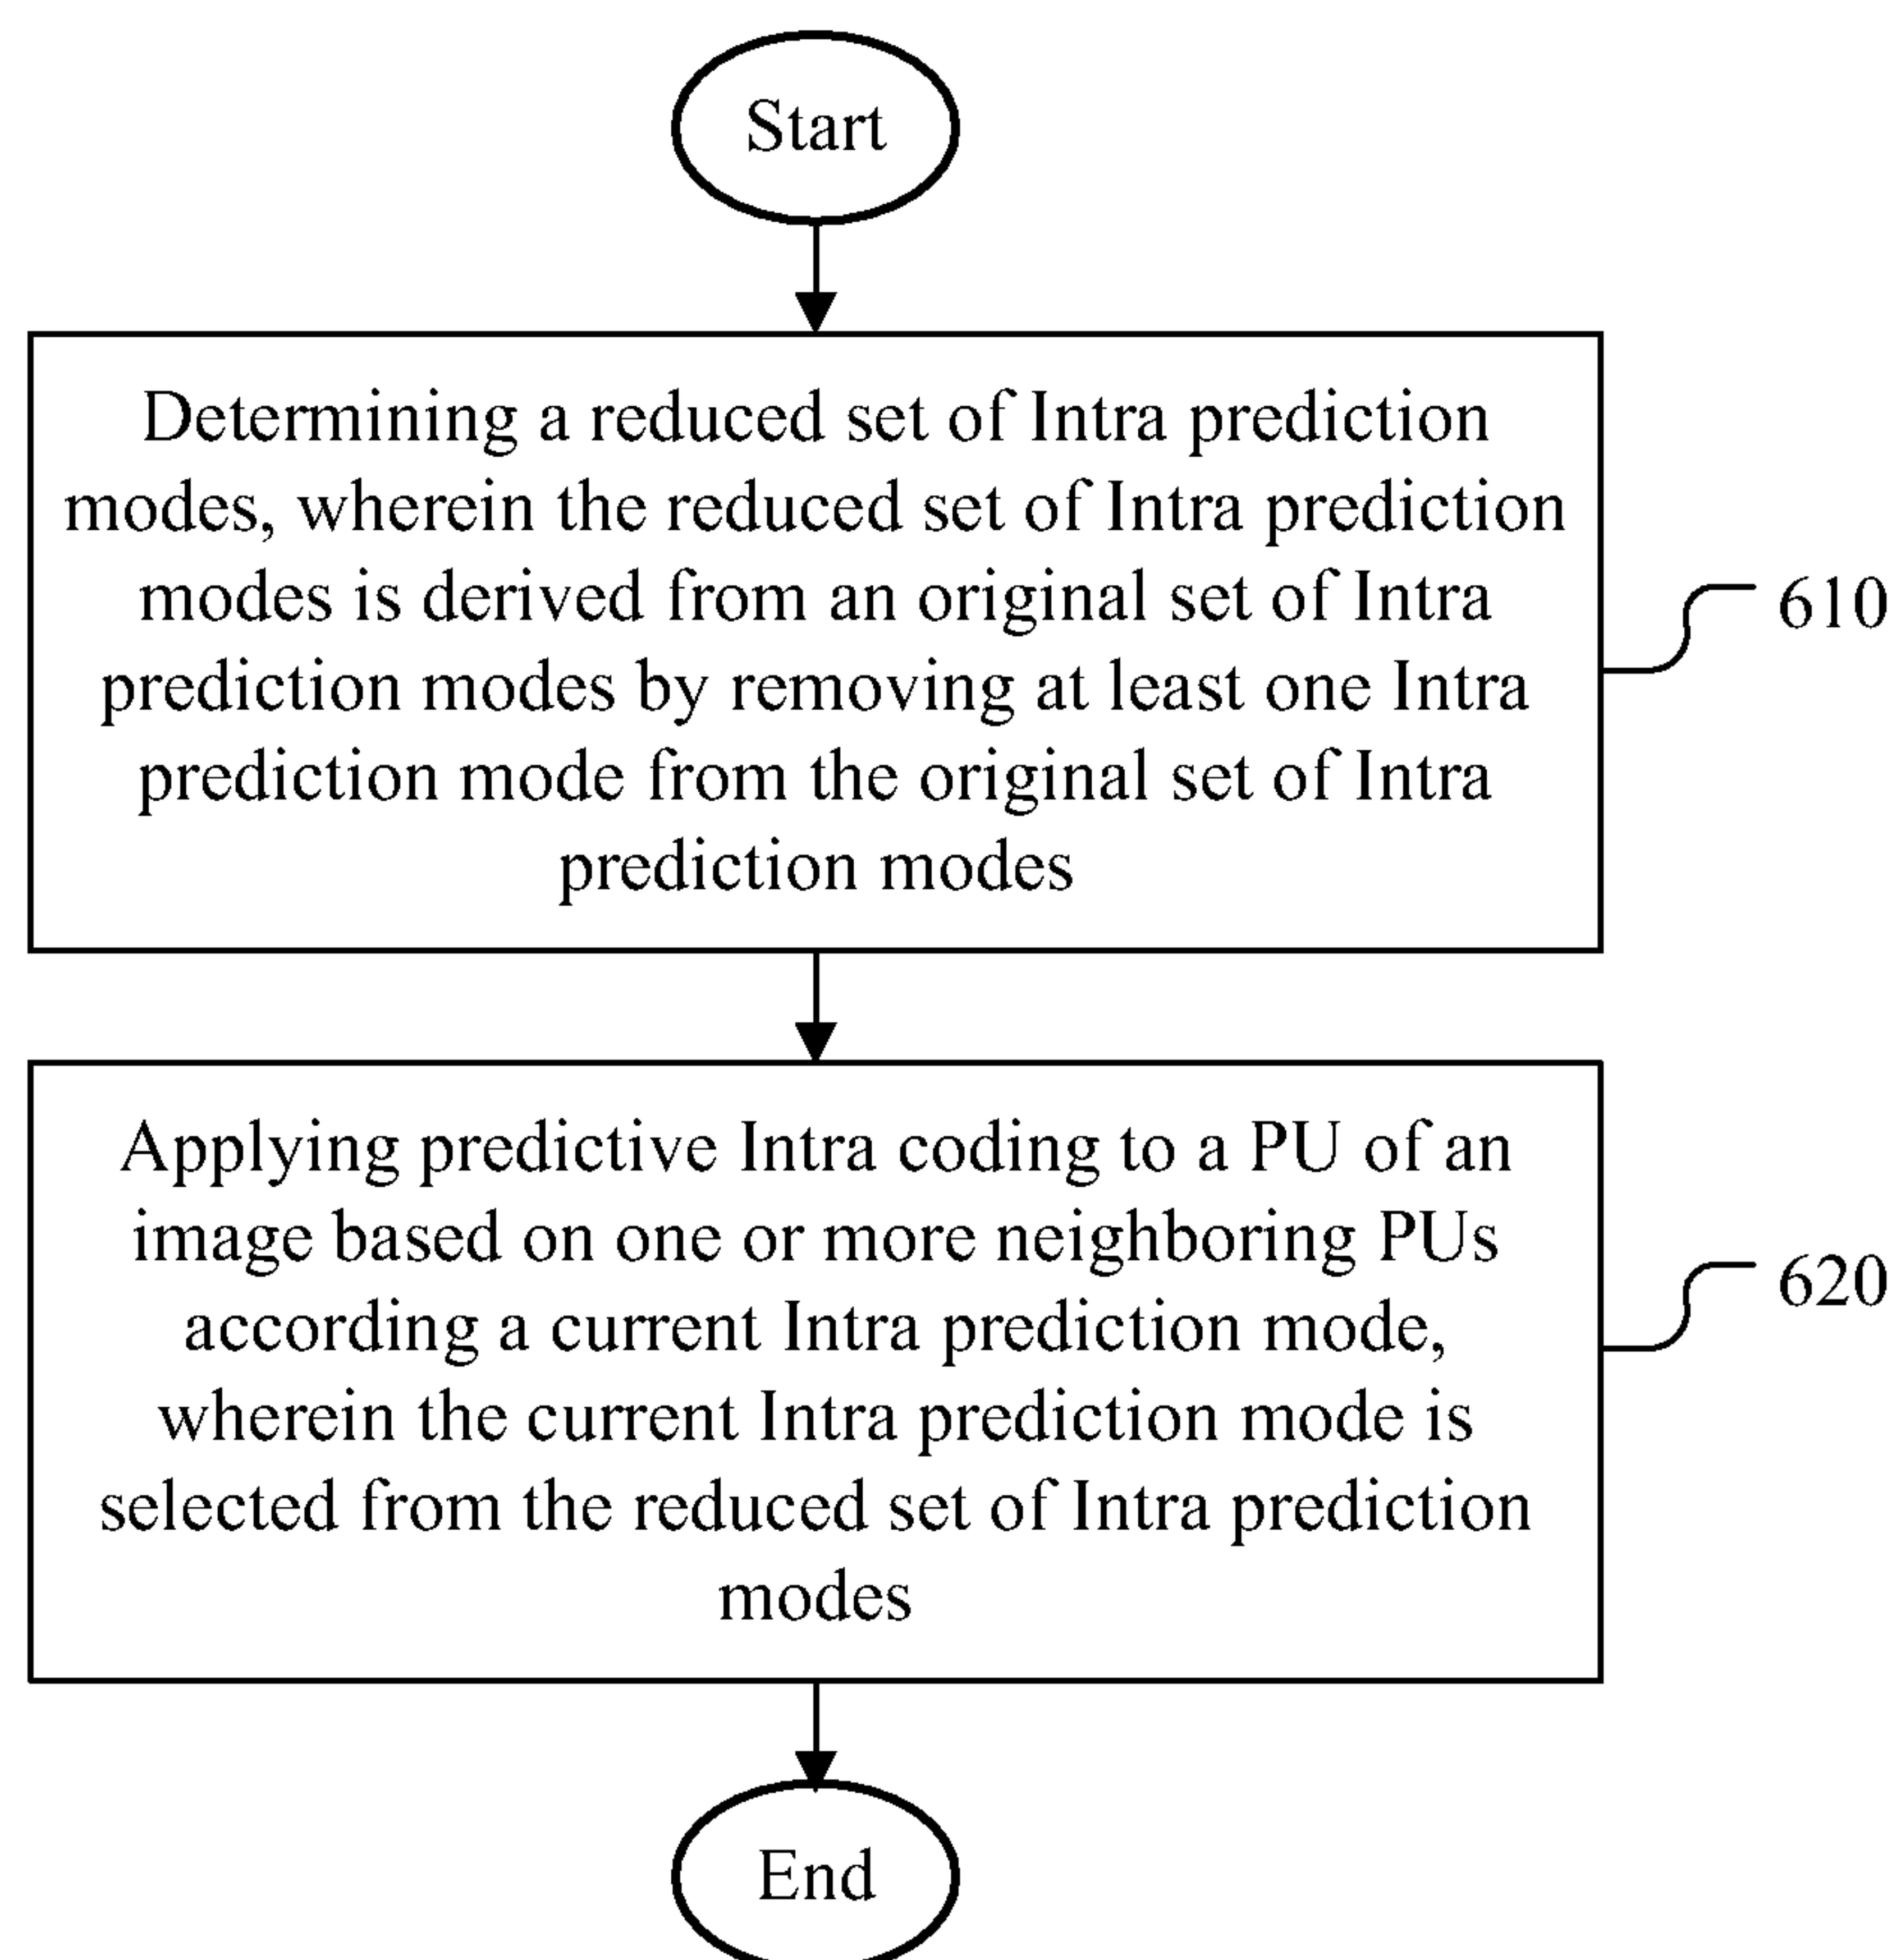 Start
Determining a reduced set of Intra prediction
modes, wherein the reduced set of Intra prediction
modes is derived from an original set of Intra
prediction modes by removing at least one Intra
prediction mode from the original set of Intra
prediction modes
610
Applying predictive Intra coding to a PU of an
image based on one or more neighboring PUs
according a current Intra prediction mode,
wherein the current Intra prediction mode is
selected from the reduced set of Intra prediction
modes
620
End